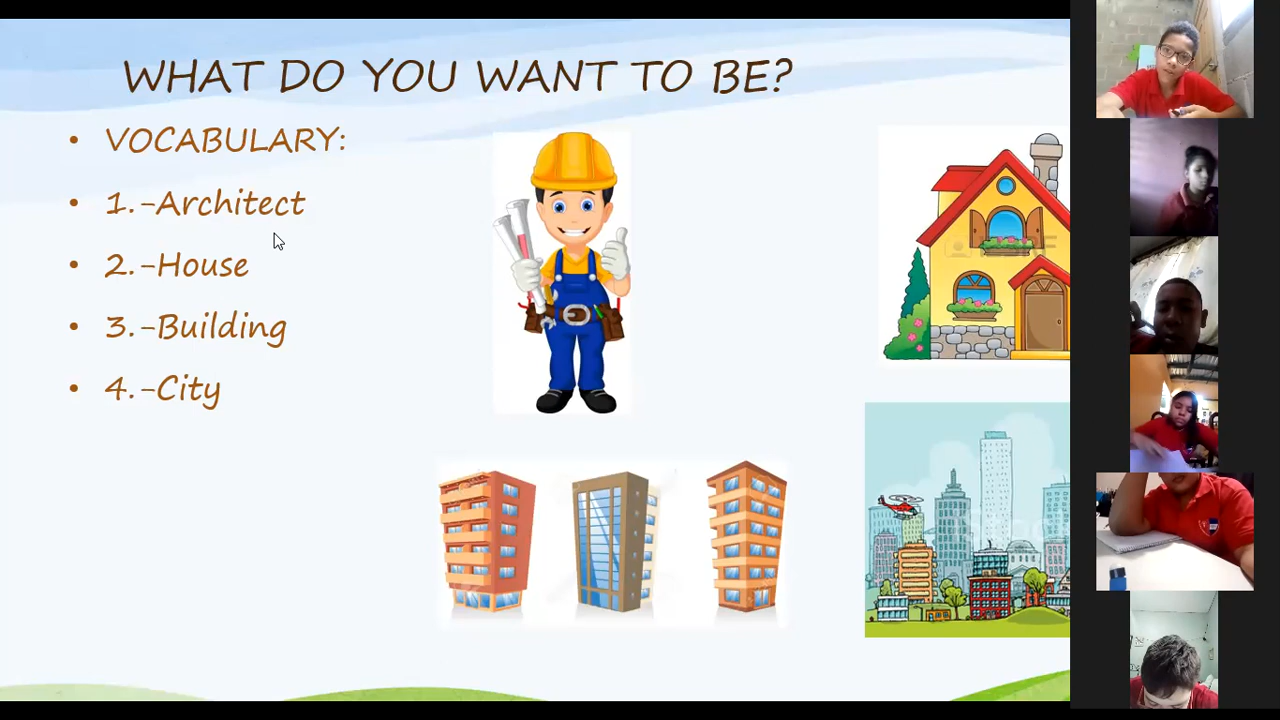 WHAT DO YOU WANT TO BE?
VOCABULARY:
1.-Architect
2.-House
3.-Building
4.-City